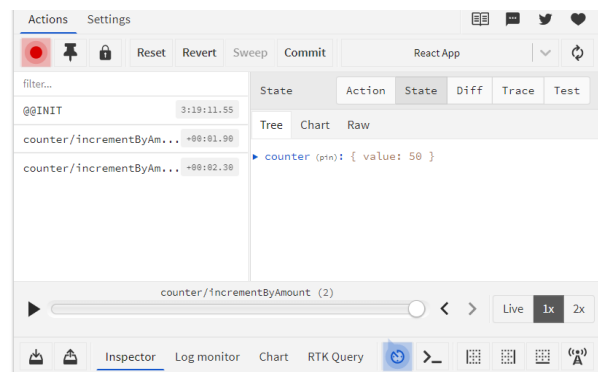 Actions Settings
Reset Revert Sweep Commit React App
filter...
State Action State Diff Trace Test
@@INIT 3:19:11.55
Tree Chart Raw
counter/incrementByAm... +00:01.90
counter (pin): { value: 50 }
counter/incrementByAm... +00:02.30
counter/incrementByAmount (2)
Live 1x 2x
Inspector Log monitor Chart RTK Query